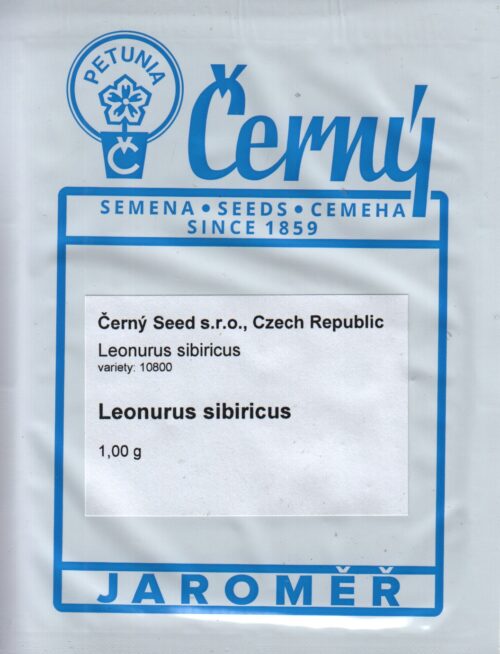 PETUNIA
Č
Černý
SEMENA • SEEDS • СЕМЕНА
SINCE 1859
Černý Seed s.r.o., Czech Republic
Leonurus sibiricus
variety: 10800
Leonurus sibiricus
1,00 g
JAROMĚŘ